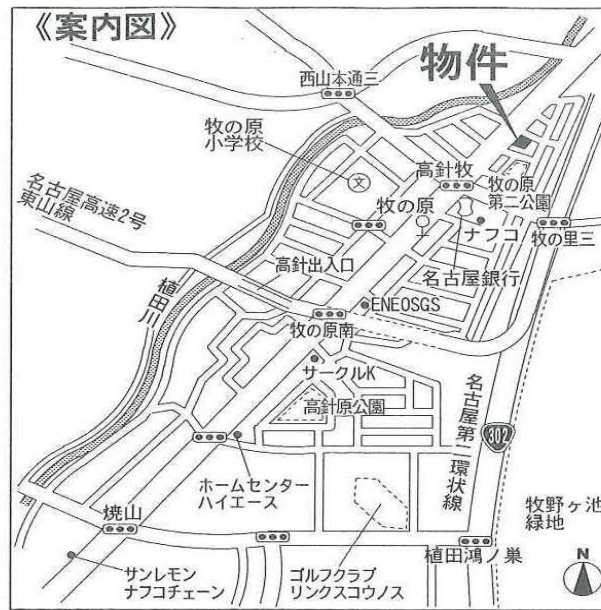 《案内図》
西山本通三
物件
牧の原
小学校
文
高針牧
牧の原
第二公園
名古屋高速2号
東山線
牧の原
ナフコ
牧の里三
高針出入口
名古屋銀行
植田川
ENEOSGS
牧の原南
サークルK
高針原公園
名古屋第二環状線
302
ホームセンター
ハイエース
牧野ヶ池
緑地
焼山
植田鴻ノ巣
サンレモン
ナフコチェーン
ゴルフクラブ
リンクスコウノス
N